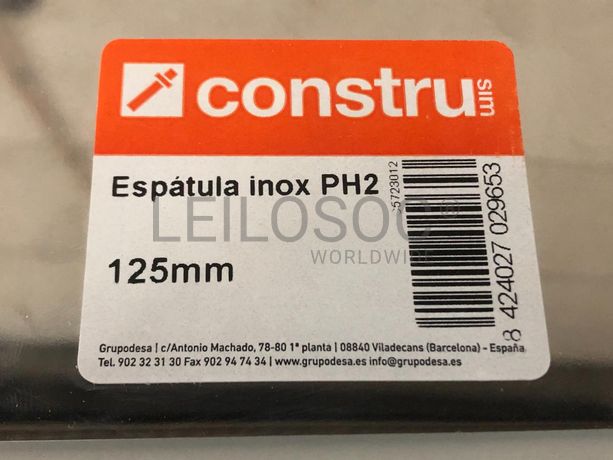 constru
sim
Espátula inox PH2
LEILOSOC®
WORLDWIDE
125mm
25723012
8 424027 029653
Grupodesa | c/Antonio Machado, 78-80 1ª planta | 08840 Viladecans (Barcelona) - España
Tel. 902 32 31 30 Fax 902 94 74 34 | www.grupodesa.es info@grupodesa.es